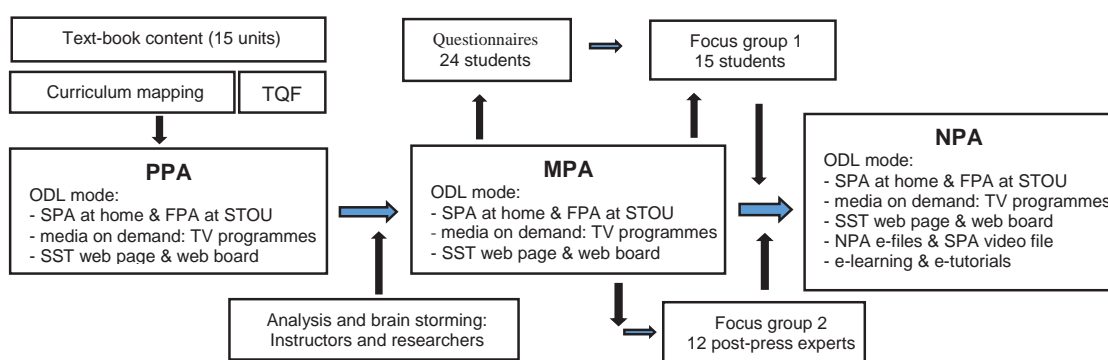 Text-book content (15 units)
Curriculum mapping
TQF
PPA
ODL mode:
- SPA at home & FPA at STOU
- media on demand: TV programmes
- SST web page & web board
Analysis and brain storming:
Instructors and researchers
Questionnaires
24 students
Focus group 1
15 students
MPA
ODL mode:
- SPA at home & FPA at STOU
- media on demand: TV programmes
- SST web page & web board
Focus group 2
12 post-press experts
NPA
ODL mode:
- SPA at home & FPA at STOU
- media on demand: TV programmes
- SST web page & web board
- NPA e-files & SPA video file
- e-learning & e-tutorials